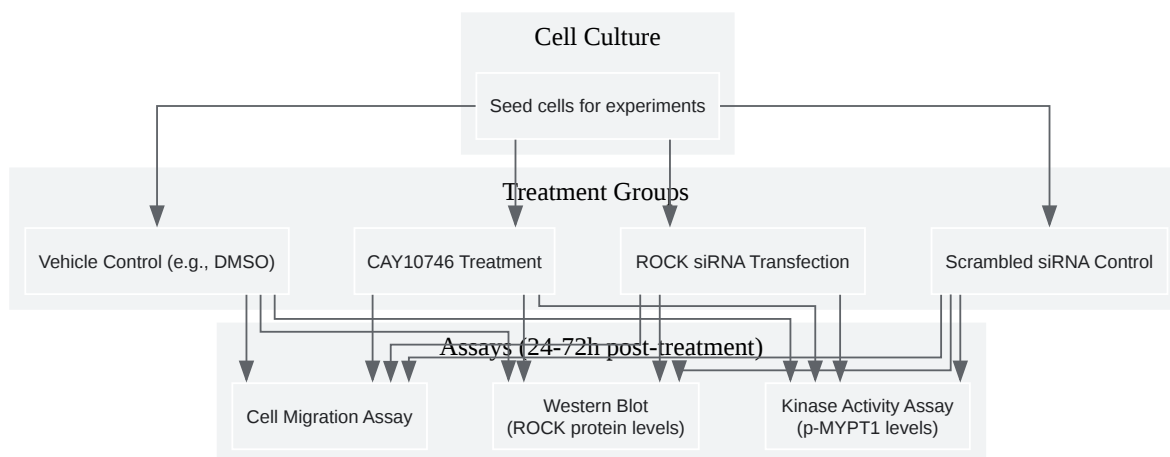 Cell Culture
Seed cells for experiments
Treatment Groups
Vehicle Control (e.g., DMSO)
CAY10746 Treatment
ROCK siRNA Transfection
Scrambled siRNA Control
Assays (24-72h post-treatment)
Cell Migration Assay
Western Blot
(ROCK protein levels)
Kinase Activity Assay
(p-MYPT1 levels)